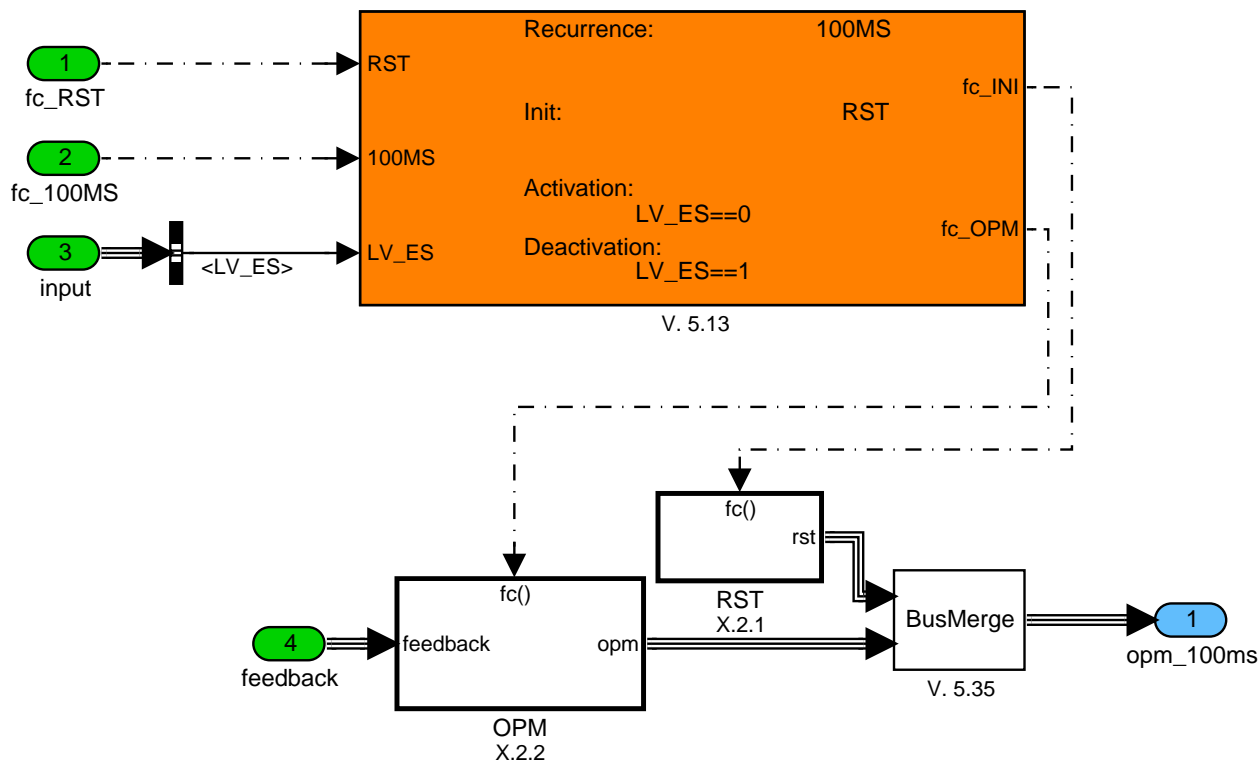 Recurrence: 100MS
1
RST
fc_RST
fc_INI
Init: RST
2
100MS
fc_100MS
Activation:
LV_ES==0
fc_OPM
3
LV_ES
Deactivation:
<LV_ES>
LV_ES==1
input
V. 5.13
fc()
rst
fc()
RST
X.2.1
BusMerge
1
4
feedback
opm
opm_100ms
feedback
V. 5.35
OPM
X.2.2